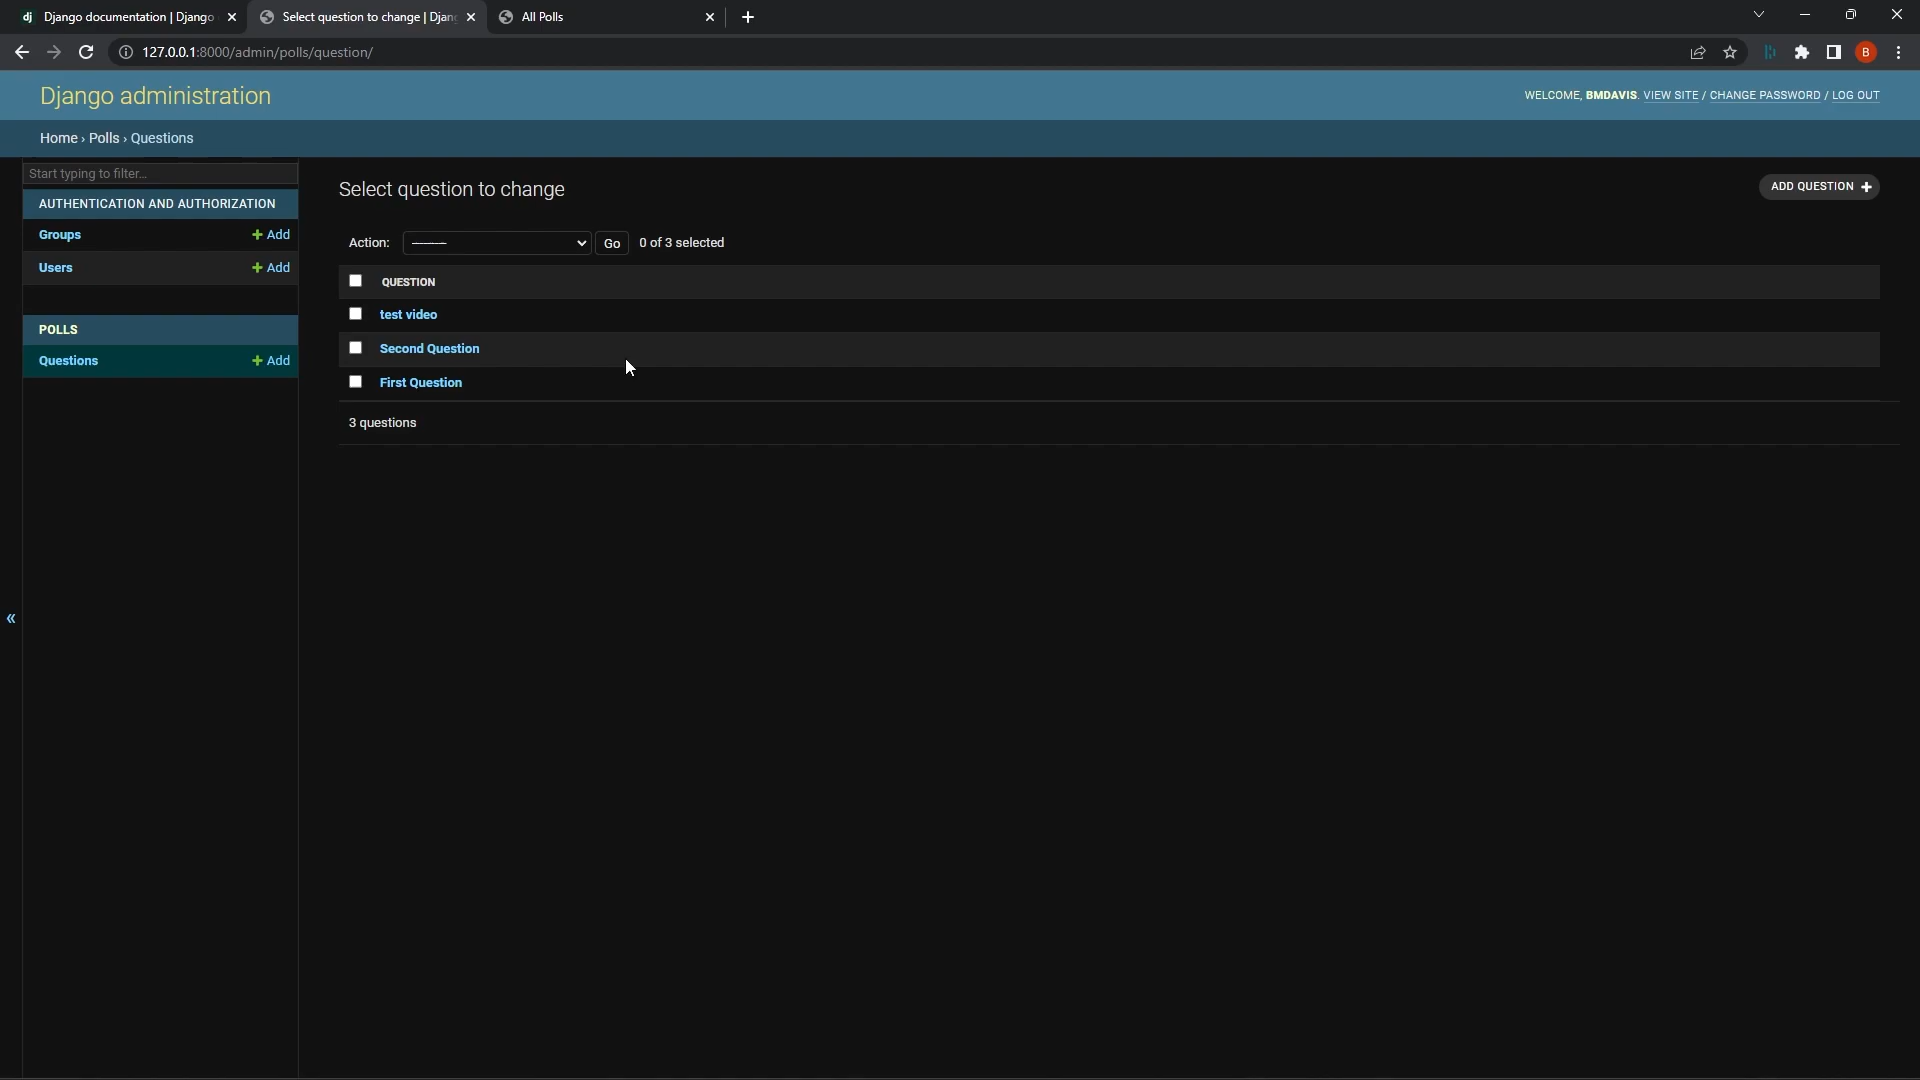 dj Django documentation | Django
Select question to change | Djan
All Polls
127.0.0.1:8000/admin/polls/question/
B
Django administration
WELCOME, BMDAVIS. VIEW SITE / CHANGE PASSWORD / LOG OUT
Home › Polls › Questions
Start typing to filter...
AUTHENTICATION AND AUTHORIZATION
Groups + Add
Users + Add
POLLS
Questions + Add
«
Select question to change
ADD QUESTION +
Action: --------- Go 0 of 3 selected
QUESTION
test video
Second Question
First Question
3 questions